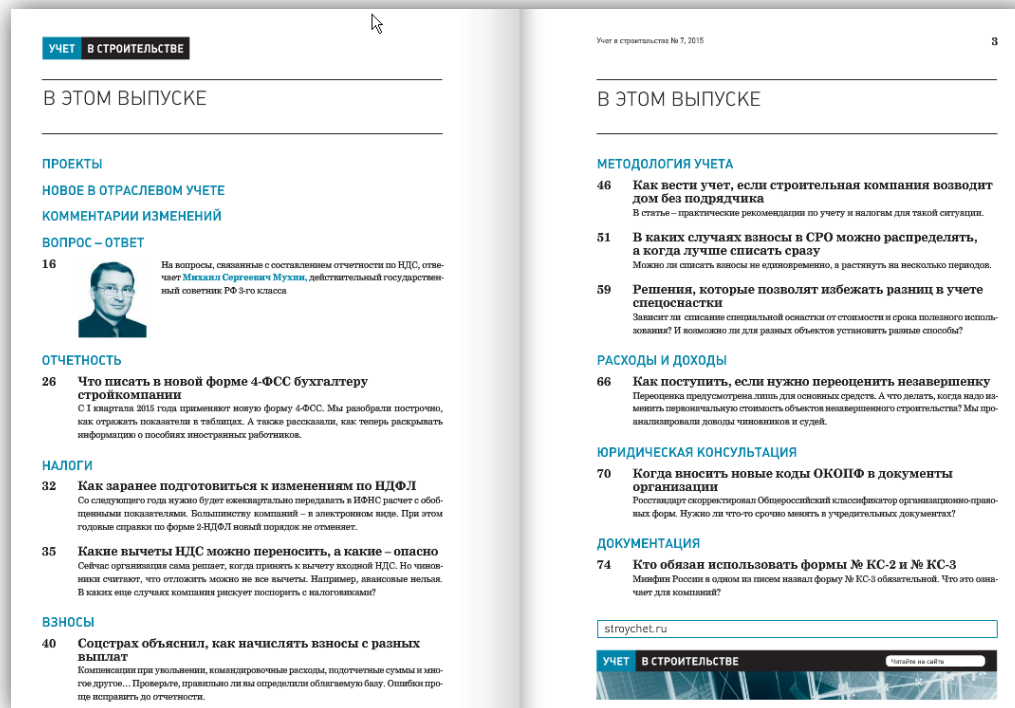 УЧЕТ В СТРОИТЕЛЬСТВЕ
В ЭТОМ ВЫПУСКЕ
ПРОЕКТЫ
НОВОЕ В ОТРАСЛЕВОМ УЧЕТЕ
КОММЕНТАРИИ ИЗМЕНЕНИЙ
ВОПРОС – ОТВЕТ
16 На вопросы, связанные с составлением отчетности по НДС, отве-
чает Михаил Сергеевич Мухин, действительный государствен-
ный советник РФ 3-го класса
ОТЧЕТНОСТЬ
26 Что писать в новой форме 4-ФСС бухгалтеру
стройкомпании
С I квартала 2015 года применяют новую форму 4-ФСС. Мы разобрали построчно,
как отражать показатели в таблицах. А также рассказали, как теперь раскрывать
информацию о пособиях иностранных работников.
НАЛОГИ
32 Как заранее подготовиться к изменениям по НДФЛ
Со следующего года нужно будет ежеквартально передавать в ИФНС расчет с обоб-
щенными показателями. Большинству компаний – в электронном виде. При этом
годовые справки по форме 2-НДФЛ новый порядок не отменяет.
35 Какие вычеты НДС можно переносить, а какие – опасно
Сейчас организация сама решает, когда принять к вычету входной НДС. Но чинов-
ники считают, что отложить можно не все вычеты. Например, авансовые нельзя.
В каких еще случаях компания рискует поспорить с налоговиками?
ВЗНОСЫ
40 Соцстрах объяснил, как начислять взносы с разных
выплат
Компенсации при увольнении, командировочные расходы, подотчетные суммы и мно-
гое другое... Проверьте, правильно ли вы определили облагаемую базу. Ошибки про-
ще исправить до отчетности.
Учет в строительстве № 7, 2015 3
В ЭТОМ ВЫПУСКЕ
МЕТОДОЛОГИЯ УЧЕТА
46 Как вести учет, если строительная компания возводит
дом без подрядчика
В статье – практические рекомендации по учету и налогам для такой ситуации.
51 В каких случаях взносы в СРО можно распределять,
а когда лучше списать сразу
Можно ли списать взносы не единовременно, а растянуть на несколько периодов.
59 Решения, которые позволят избежать разниц в учете
спецоснастки
Зависит ли списание специальной оснастки от стоимости и срока полезного исполь-
зования? И возможно ли для разных объектов установить разные способы?
РАСХОДЫ И ДОХОДЫ
66 Как поступить, если нужно переоценить незавершенку
Переоценка предусмотрена лишь для основных средств. А что делать, когда надо из-
менить первоначальную стоимость объектов незавершенного строительства? Мы про-
анализировали доводы чиновников и судей.
ЮРИДИЧЕСКАЯ КОНСУЛЬТАЦИЯ
70 Когда вносить новые коды ОКОПФ в документы
организации
Росстандарт скорректировал Общероссийский классификатор организационно-право-
вых форм. Нужно ли что-то срочно менять в учредительных документах?
ДОКУМЕНТАЦИЯ
74 Кто обязан использовать формы № КС-2 и № КС-3
Минфин России в одном из писем назвал форму № КС-3 обязательной. Что это озна-
чает для компаний?
stroychet.ru
УЧЕТ В СТРОИТЕЛЬСТВЕ Читайте на сайте